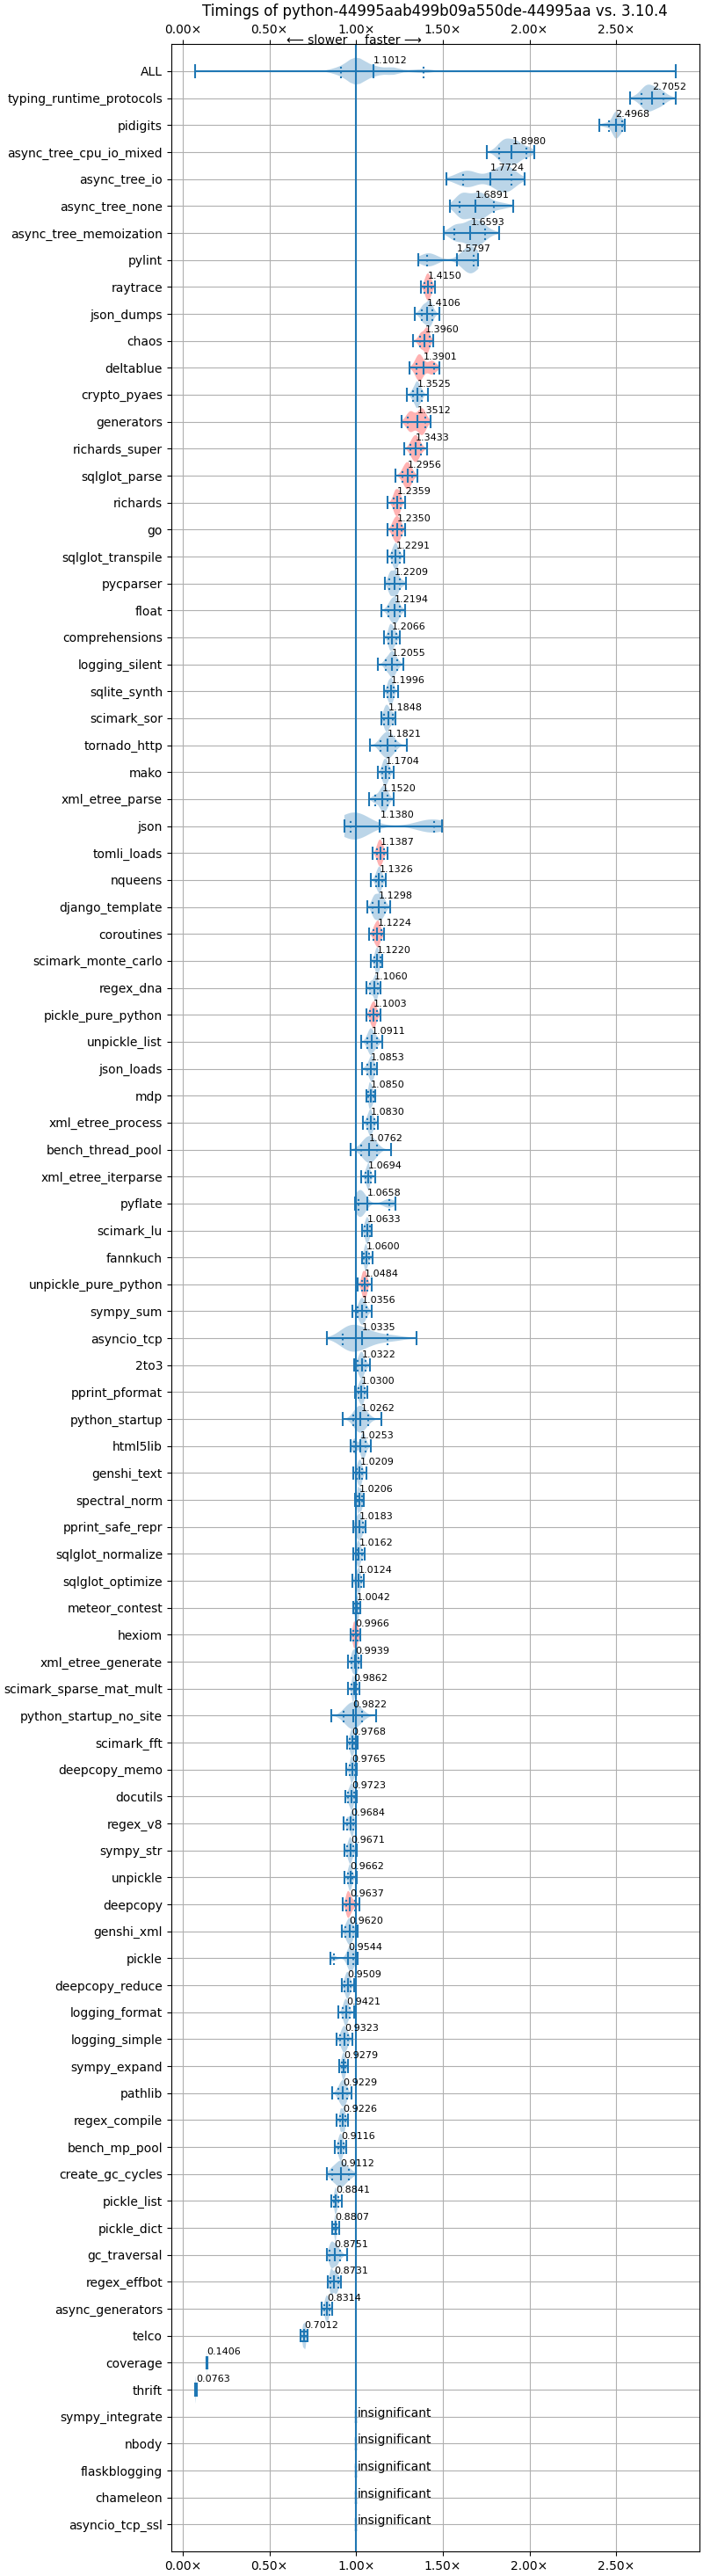 Timings of python-44995aab499b09a550de-44995aa vs. 3.10.4
0.00× 0.50× 1.00× 1.50× 2.00× 2.50×
⟵ slower faster ⟶
ALL 1.1012
typing_runtime_protocols 2.7052
pidigits 2.4968
async_tree_cpu_io_mixed 1.8980
async_tree_io 1.7724
async_tree_none 1.6891
async_tree_memoization 1.6593
pylint 1.5797
raytrace 1.4150
json_dumps 1.4106
chaos 1.3960
deltablue 1.3901
crypto_pyaes 1.3525
generators 1.3512
richards_super 1.3433
sqlglot_parse 1.2956
richards 1.2359
go 1.2350
sqlglot_transpile 1.2291
pycparser 1.2209
float 1.2194
comprehensions 1.2066
logging_silent 1.2055
sqlite_synth 1.1996
scimark_sor 1.1848
tornado_http 1.1821
mako 1.1704
xml_etree_parse 1.1520
json 1.1380
tomli_loads 1.1387
nqueens 1.1326
django_template 1.1298
coroutines 1.1224
scimark_monte_carlo 1.1220
regex_dna 1.1060
pickle_pure_python 1.1003
unpickle_list 1.0911
json_loads 1.0853
mdp 1.0850
xml_etree_process 1.0830
bench_thread_pool 1.0762
xml_etree_iterparse 1.0694
pyflate 1.0658
scimark_lu 1.0633
fannkuch 1.0600
unpickle_pure_python 1.0484
sympy_sum 1.0356
asyncio_tcp 1.0335
2to3 1.0322
pprint_pformat 1.0300
python_startup 1.0262
html5lib 1.0253
genshi_text 1.0209
spectral_norm 1.0206
pprint_safe_repr 1.0183
sqlglot_normalize 1.0162
sqlglot_optimize 1.0124
meteor_contest 1.0042
hexiom 0.9966
xml_etree_generate 0.9939
scimark_sparse_mat_mult 0.9862
python_startup_no_site 0.9822
scimark_fft 0.9768
deepcopy_memo 0.9765
docutils 0.9723
regex_v8 0.9684
sympy_str 0.9671
unpickle 0.9662
deepcopy 0.9637
genshi_xml 0.9620
pickle 0.9544
deepcopy_reduce 0.9509
logging_format 0.9421
logging_simple 0.9323
sympy_expand 0.9279
pathlib 0.9229
regex_compile 0.9226
bench_mp_pool 0.9116
create_gc_cycles 0.9112
pickle_list 0.8841
pickle_dict 0.8807
gc_traversal 0.8751
regex_effbot 0.8731
async_generators 0.8314
telco 0.7012
coverage 0.1406
thrift 0.0763
sympy_integrate insignificant
nbody insignificant
flaskblogging insignificant
chameleon insignificant
asyncio_tcp_ssl insignificant
0.00× 0.50× 1.00× 1.50× 2.00× 2.50×